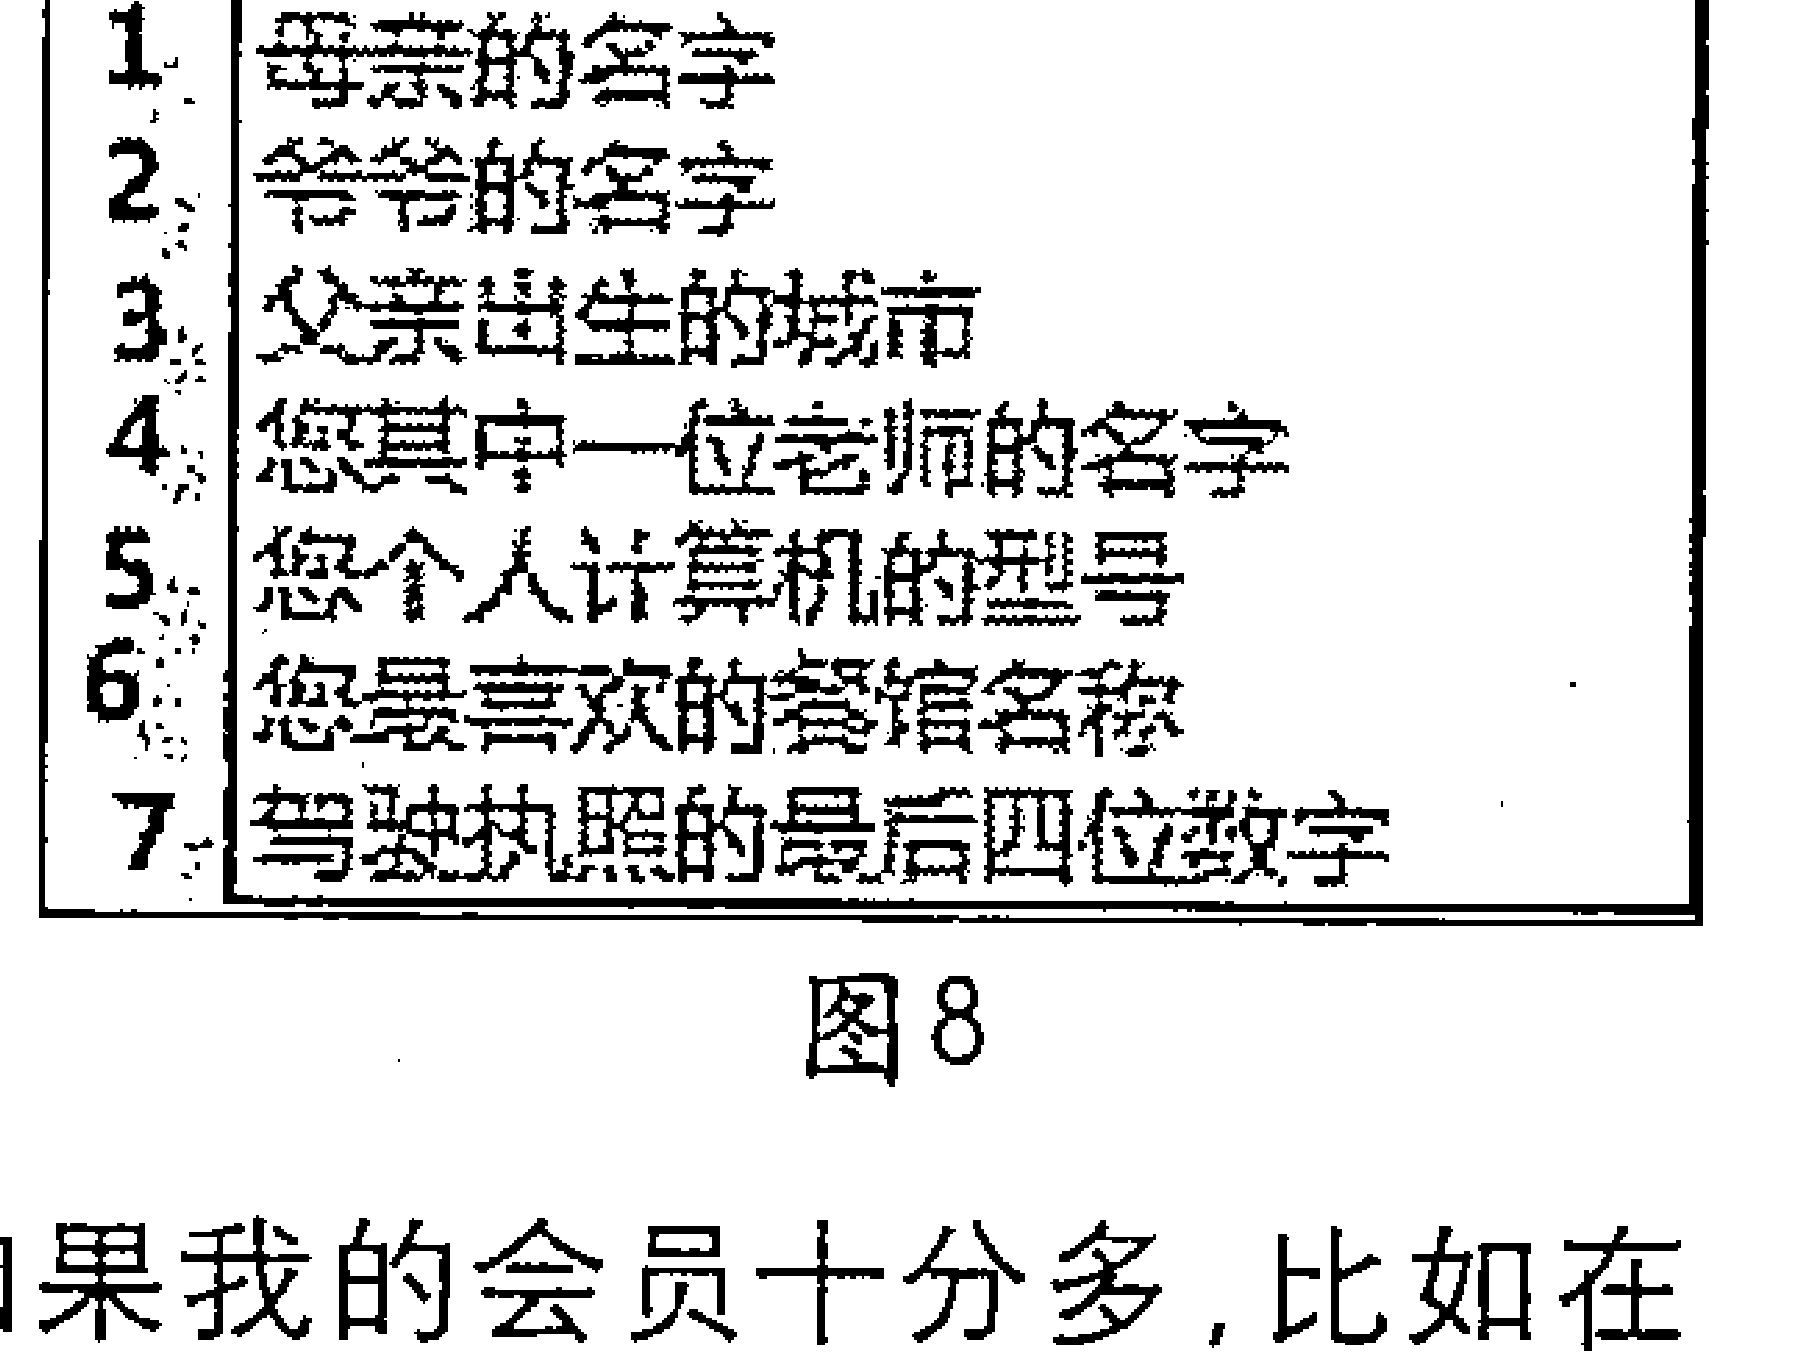 1 母亲的名字
2 爷爷的名字
3 父亲出生的城市
4 您其中一位老师的名字
5 您个人计算机的型号
6 您最喜欢的餐馆名称
7 驾驶执照的最后四位数字
图8
如果我的会员十分多,比如在